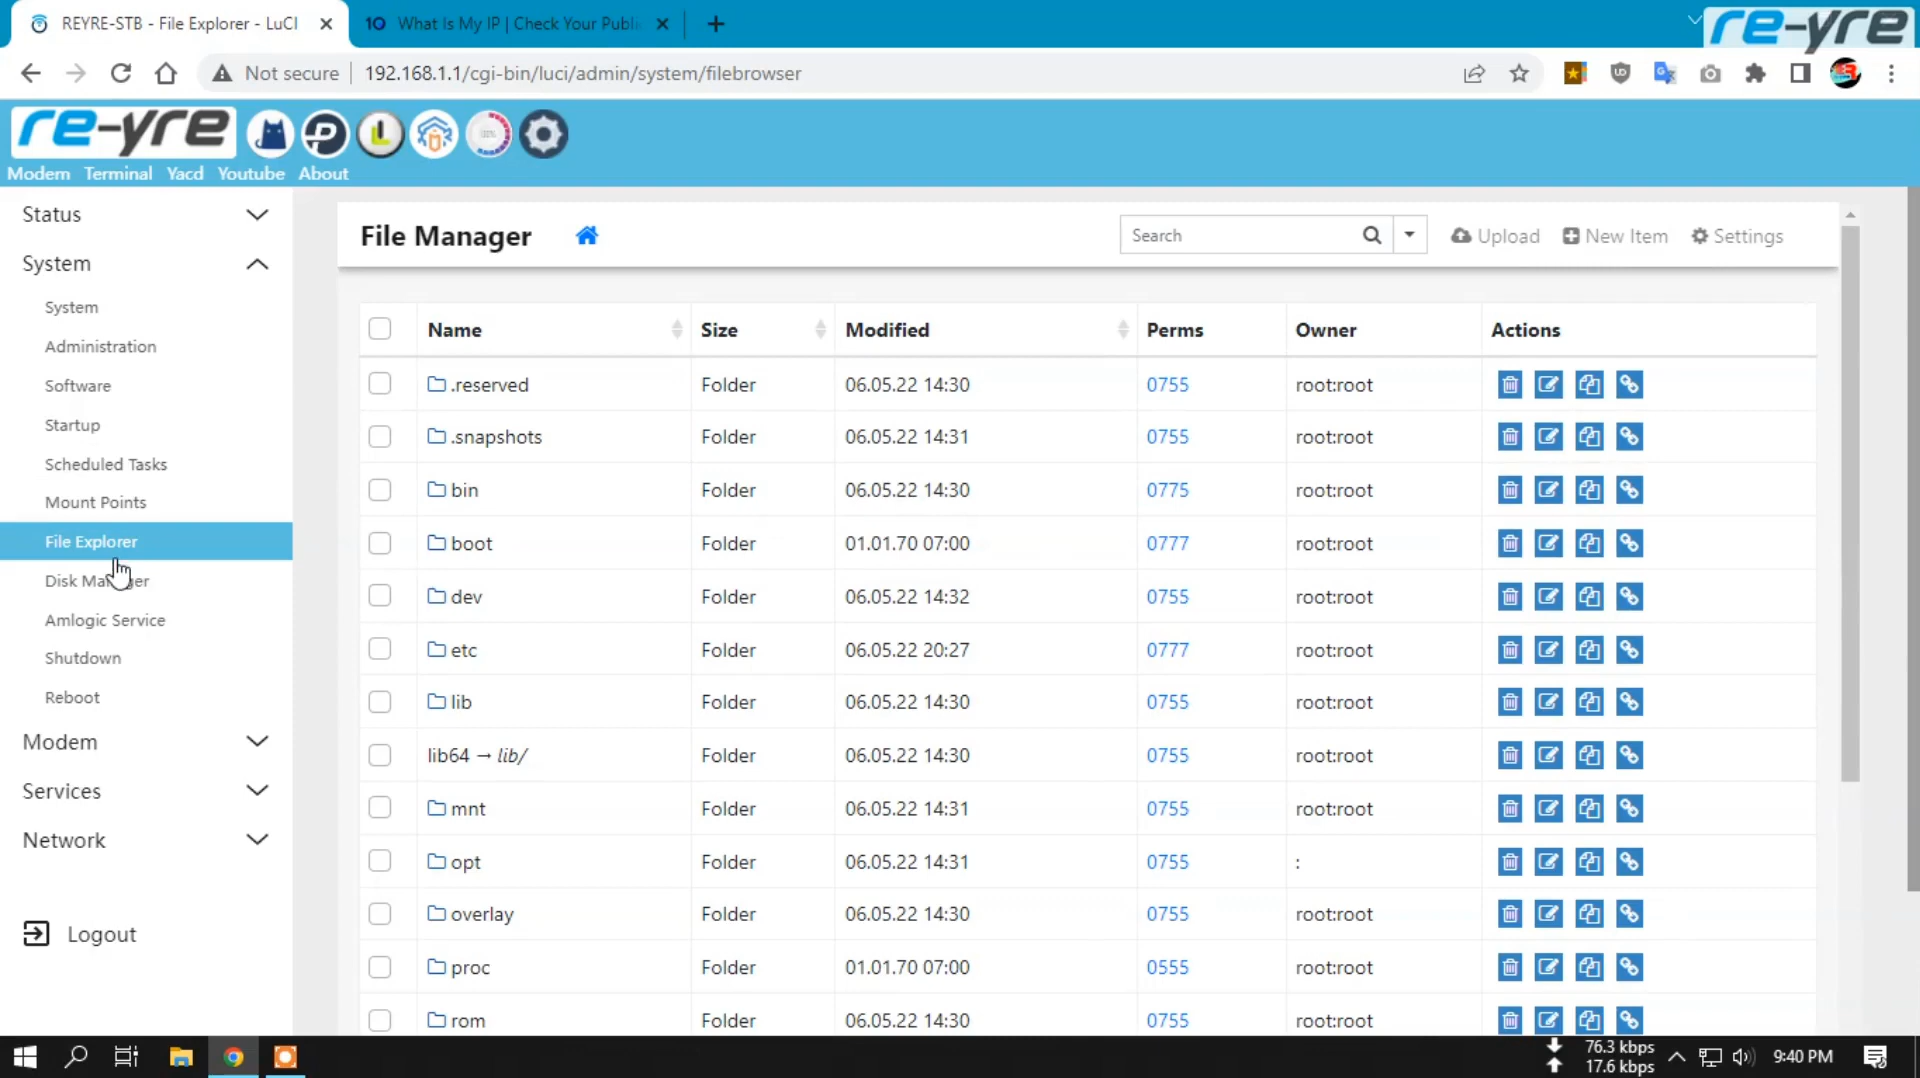 REYRE-STB - File Explorer - LuCI
What Is My IP | Check Your Publi
re-yre
Not secure
192.168.1.1/cgi-bin/luci/admin/system/filebrowser
re-yre
Modem Terminal Yacd Youtube About
Status
System
System
Administration
Software
Startup
Scheduled Tasks
Mount Points
File Explorer
Disk Manager
Amlogic Service
Shutdown
Reboot
Modem
Services
Network
Logout
File Manager
Search
Upload
New Item
Settings
Name Size Modified Perms Owner Actions
.reserved Folder 06.05.22 14:30 0755 root:root
.snapshots Folder 06.05.22 14:31 0755 root:root
bin Folder 06.05.22 14:30 0775 root:root
boot Folder 01.01.70 07:00 0777 root:root
dev Folder 06.05.22 14:32 0755 root:root
etc Folder 06.05.22 20:27 0777 root:root
lib Folder 06.05.22 14:30 0755 root:root
lib64 → lib/ Folder 06.05.22 14:30 0755 root:root
mnt Folder 06.05.22 14:31 0755 root:root
opt Folder 06.05.22 14:31 0755 :
overlay Folder 06.05.22 14:30 0755 root:root
proc Folder 01.01.70 07:00 0555 root:root
rom Folder 06.05.22 14:30 0755 root:root
76.3 kbps
17.6 kbps
9:40 PM